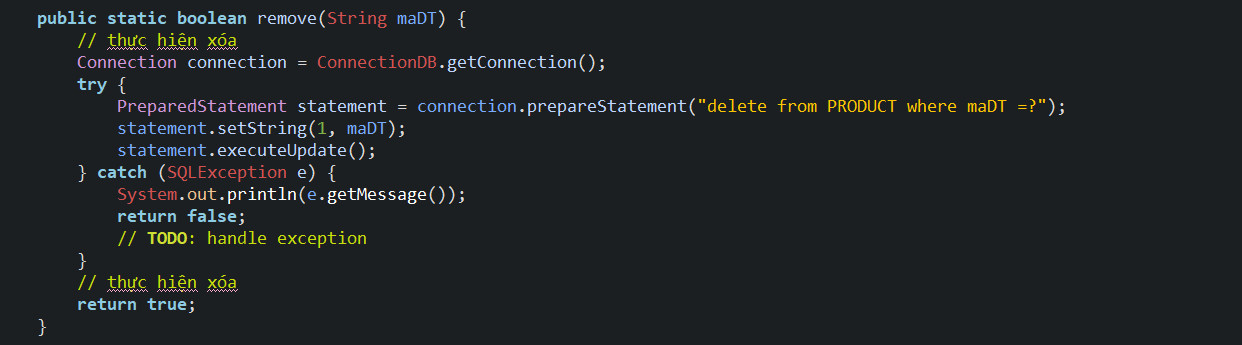 public static boolean remove(String maDT) {
// thực hiện xóa
Connection connection = ConnectionDB.getConnection();
try {
PreparedStatement statement = connection.prepareStatement("delete from PRODUCT where maDT =?");
statement.setString(1, maDT);
statement.executeUpdate();
} catch (SQLException e) {
System.out.println(e.getMessage());
return false;
// TODO: handle exception
}
// thực hiện xóa
return true;
}